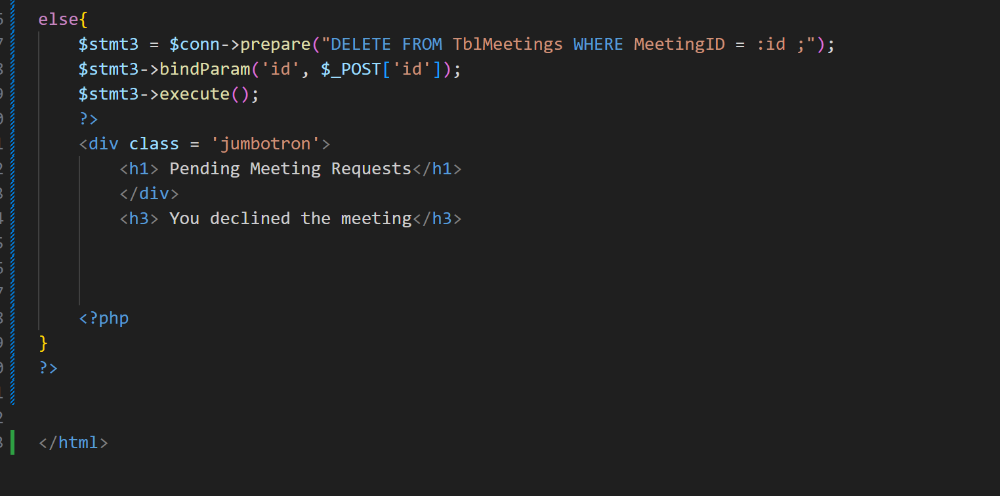 else{
$stmt3 = $conn->prepare("DELETE FROM TblMeetings WHERE MeetingID = :id ;");
$stmt3->bindParam('id', $_POST['id']);
$stmt3->execute();
?>
<div class = 'jumbotron'>
<h1> Pending Meeting Requests</h1>
</div>
<h3> You declined the meeting</h3>
<?php
}
?>
</html>